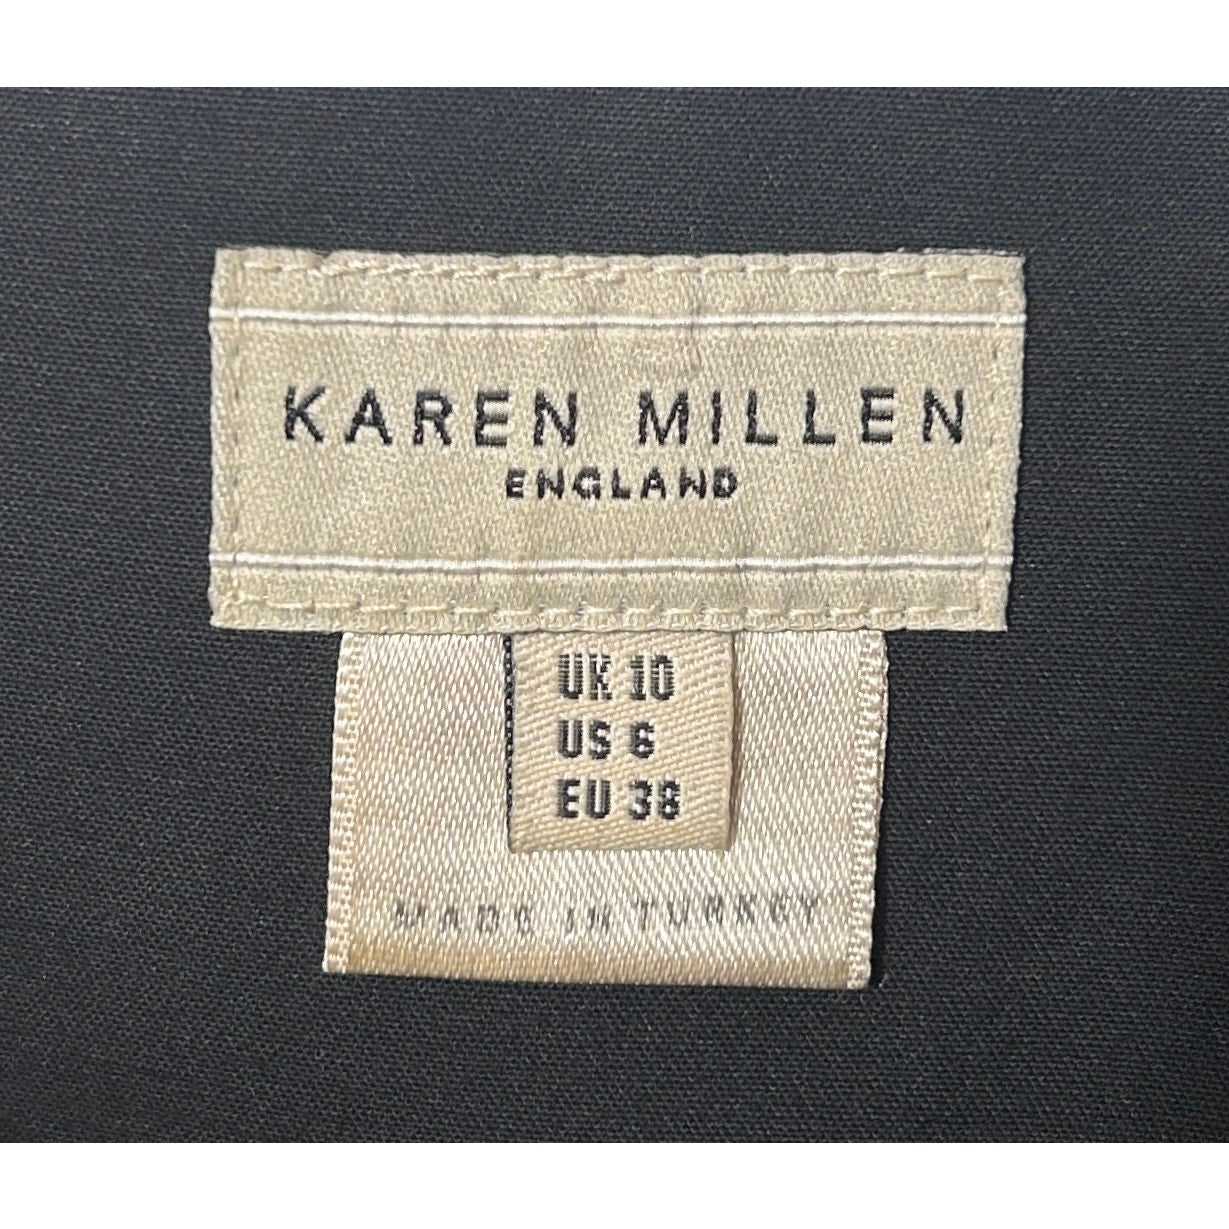 KAREN MILLEN
ENGLAND
UK 10
US 6
EU 38
MADE IN TURKEY